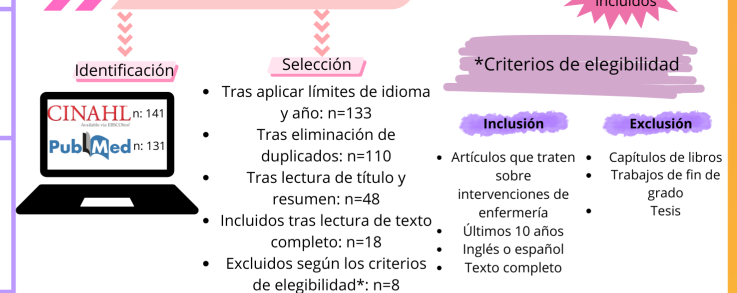 incluidos
Identificación
CINAHL n: 141
Available via EBSCOhost
PubMed n: 131
Selección
Tras aplicar límites de idioma
y año: n=133
Tras eliminación de
duplicados: n=110
Tras lectura de título y
resumen: n=48
Incluidos tras lectura de texto
completo: n=18
Excluidos según los criterios
de elegibilidad*: n=8
*Criterios de elegibilidad
Inclusión
Artículos que traten
sobre
intervenciones de
enfermería
Últimos 10 años
Inglés o español
Texto completo
Exclusión
Capítulos de libros
Trabajos de fin de
grado
Tesis